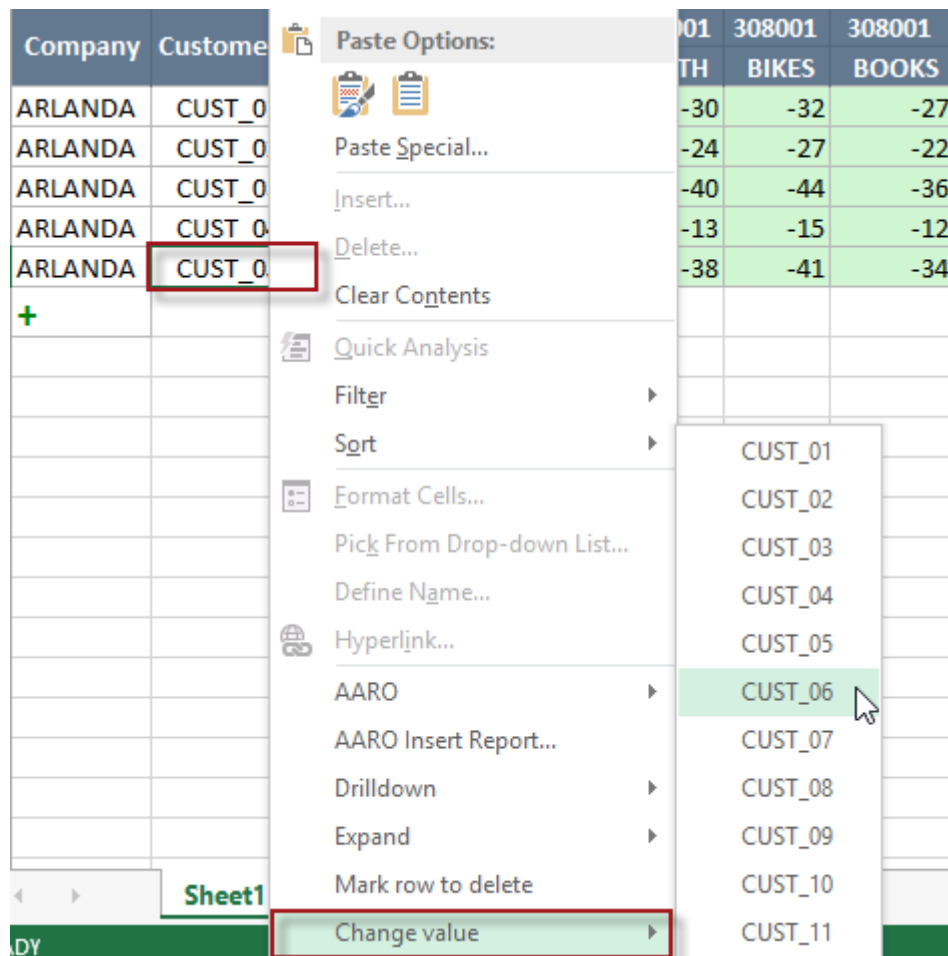 Company Custome 001 308001 308001
TH BIKES BOOKS
ARLANDA CUST_0 -30 -32 -27
ARLANDA CUST_0 -24 -27 -22
ARLANDA CUST_0 -40 -44 -36
ARLANDA CUST_04 -13 -15 -12
ARLANDA CUST_0 -38 -41 -34
+
Paste Options:
Paste Special...
Insert...
Delete...
Clear Contents
Quick Analysis
Filter
Sort
Format Cells...
Pick From Drop-down List...
Define Name...
Hyperlink...
AARO
AARO Insert Report...
Drilldown
Expand
Mark row to delete
Change value
CUST_01
CUST_02
CUST_03
CUST_04
CUST_05
CUST_06
CUST_07
CUST_08
CUST_09
CUST_10
CUST_11
Sheet1
ADY